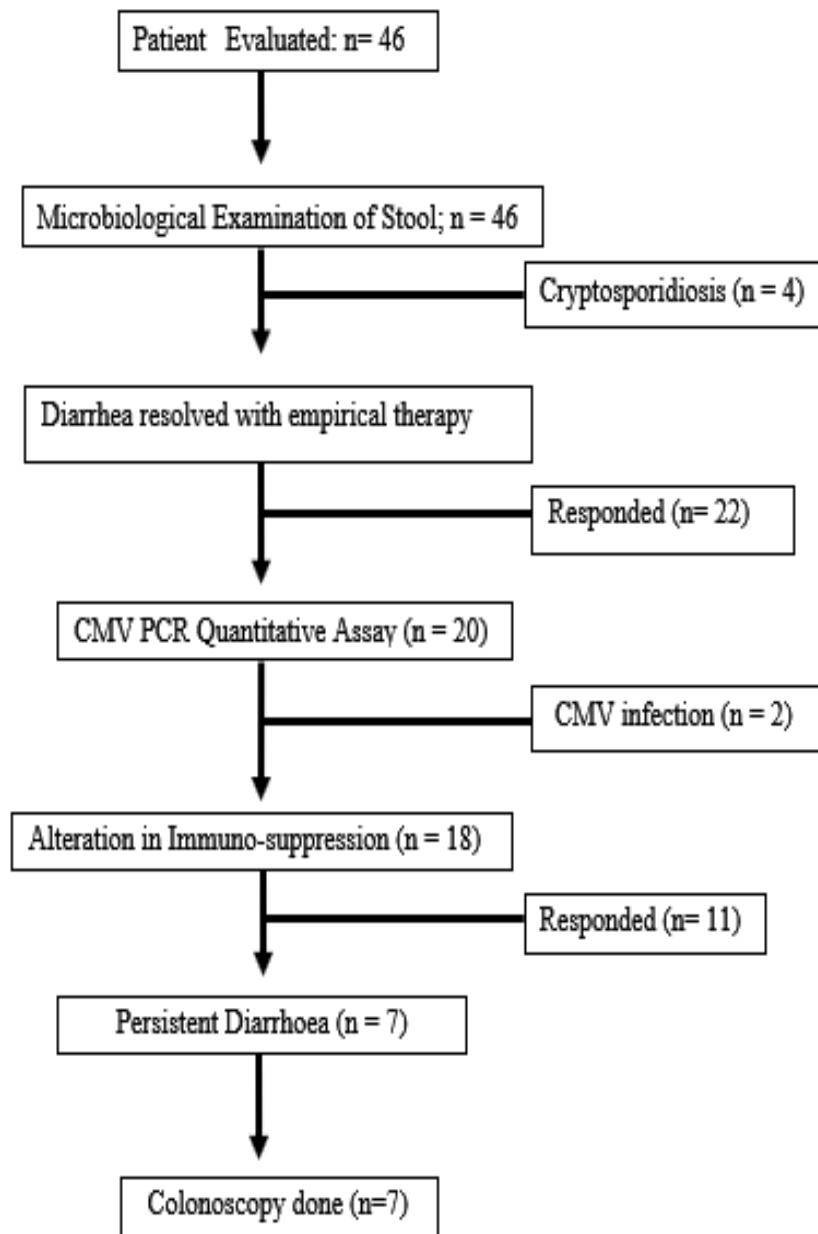 Patient Evaluated: n= 46
Microbiological Examination of Stool; n = 46
Cryptosporidiosis (n = 4)
Diarrhea resolved with empirical therapy
Responded (n= 22)
CMV PCR Quantitative Assay (n = 20)
CMV infection (n = 2)
Alteration in Immuno-suppression (n = 18)
Responded (n= 11)
Persistent Diarrhoea (n = 7)
Colonoscopy done (n=7)